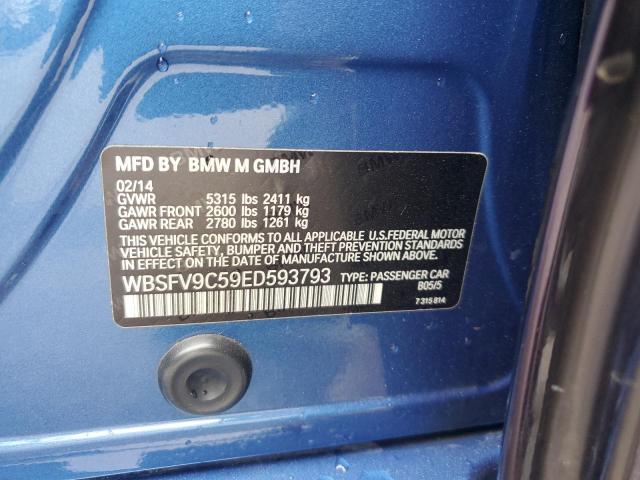 MFD BY BMW M GMBH
02/14
GVWR 5315 lbs 2411 kg
GAWR FRONT 2600 lbs 1179 kg
GAWR REAR 2780 lbs 1261 kg
THIS VEHICLE CONFORMS TO ALL APPLICABLE U.S.FEDERAL MOTOR
VEHICLE SAFETY, BUMPER AND THEFT PREVENTION STANDARDS
IN EFFECT ON THE DATE OF MANUFACTURE SHOWN ABOVE.
WBSFV9C59ED593793 TYPE: PASSENGER CAR
B05/5
7 315 814